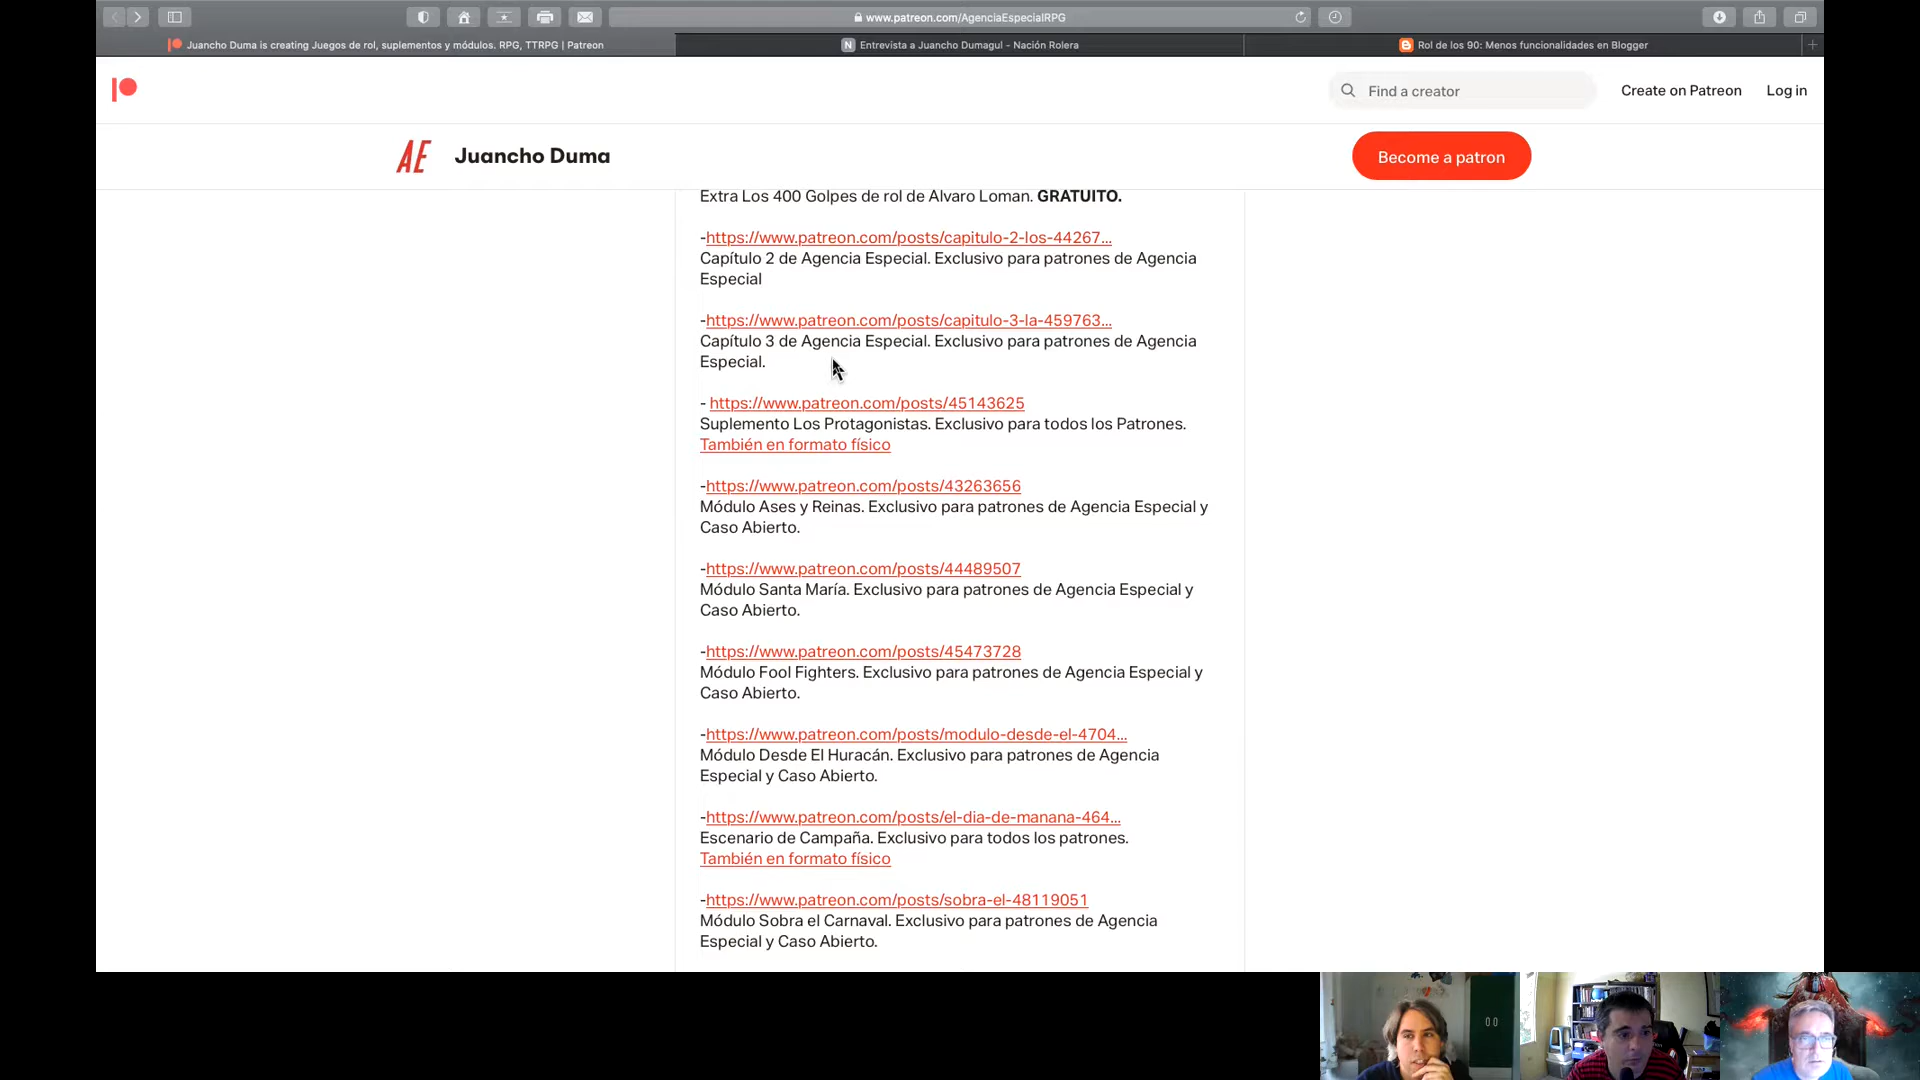 www.patreon.com/AgenciaEspecialRPG
Juancho Duma is creating Juegos de rol, suplementos y módulos. RPG, TTRPG | Patreon
N Entrevista a Juancho Dumagul - Nación Rolera
Rol de los 90: Menos funcionalidades en Blogger
Find a creator
Create on Patreon
Log in
AE
Juancho Duma
Become a patron
Extra Los 400 Golpes de rol de Alvaro Loman. GRATUITO.
-https://www.patreon.com/posts/capitulo-2-los-44267...
Capítulo 2 de Agencia Especial. Exclusivo para patrones de Agencia
Especial
-https://www.patreon.com/posts/capitulo-3-la-459763...
Capítulo 3 de Agencia Especial. Exclusivo para patrones de Agencia
Especial.
- https://www.patreon.com/posts/45143625
Suplemento Los Protagonistas. Exclusivo para todos los Patrones.
También en formato físico
-https://www.patreon.com/posts/43263656
Módulo Ases y Reinas. Exclusivo para patrones de Agencia Especial y
Caso Abierto.
-https://www.patreon.com/posts/44489507
Módulo Santa María. Exclusivo para patrones de Agencia Especial y
Caso Abierto.
-https://www.patreon.com/posts/45473728
Módulo Fool Fighters. Exclusivo para patrones de Agencia Especial y
Caso Abierto.
-https://www.patreon.com/posts/modulo-desde-el-4704...
Módulo Desde El Huracán. Exclusivo para patrones de Agencia
Especial y Caso Abierto.
-https://www.patreon.com/posts/el-dia-de-manana-464...
Escenario de Campaña. Exclusivo para todos los patrones.
También en formato físico
-https://www.patreon.com/posts/sobra-el-48119051
Módulo Sobra el Carnaval. Exclusivo para patrones de Agencia
Especial y Caso Abierto.